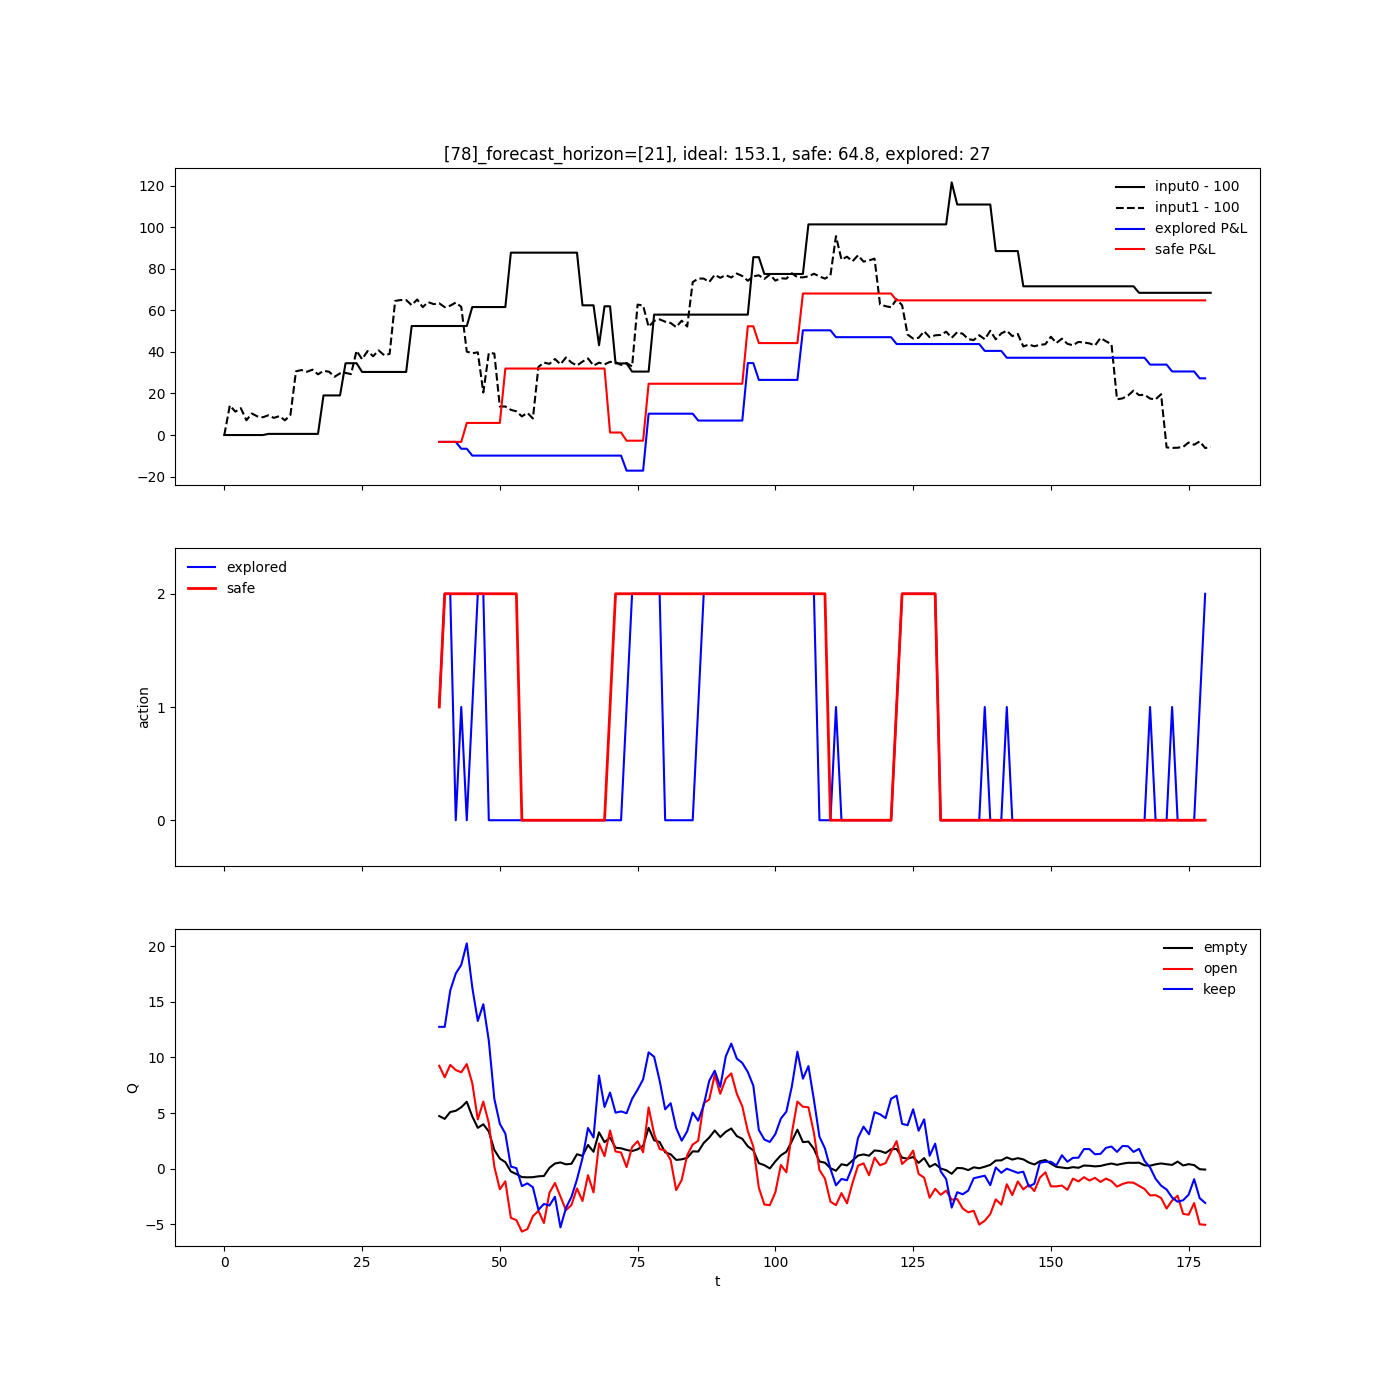 [78]_forecast_horizon=[21], ideal: 153.1, safe: 64.8, explored: 27
120
100
80
60
40
20
0
−20
input0 - 100
input1 - 100
explored P&L
safe P&L
explored
safe
2
1
0
action
empty
open
keep
20
15
10
5
0
−5
Q
0 25 50 75 100 125 150 175
t